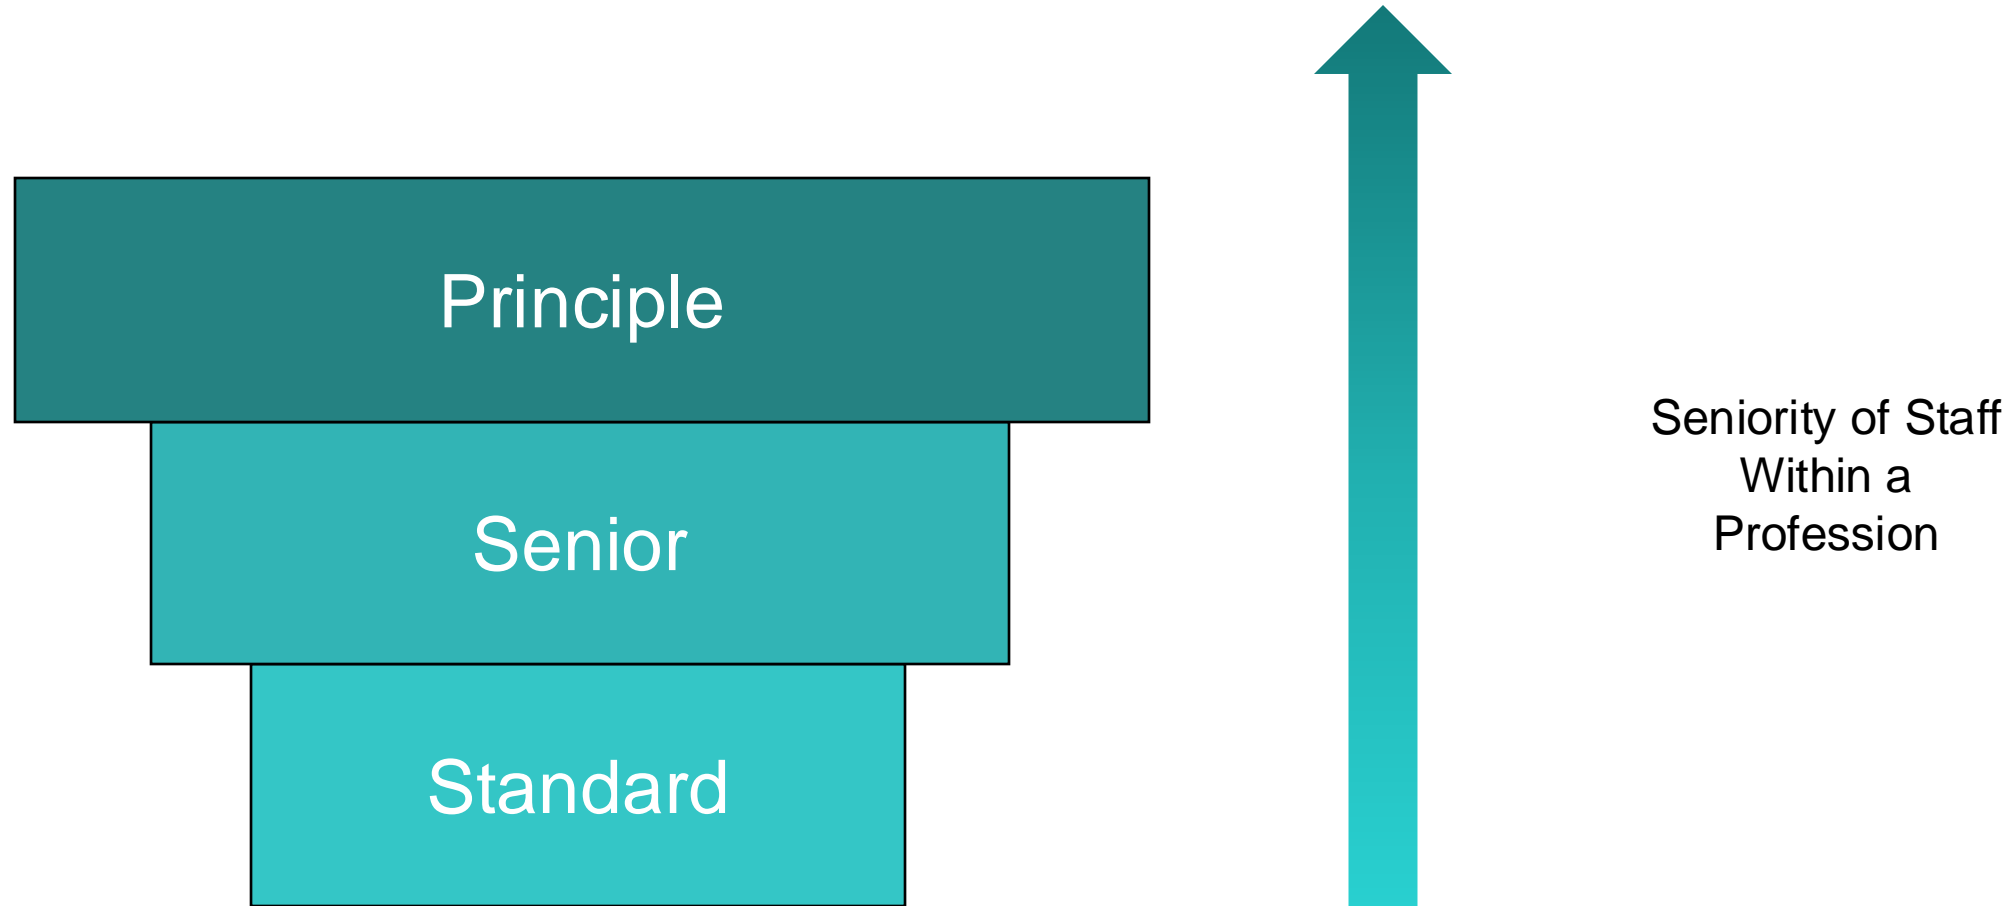 Principle
Senior
Standard
Seniority of Staff
Within a
Profession